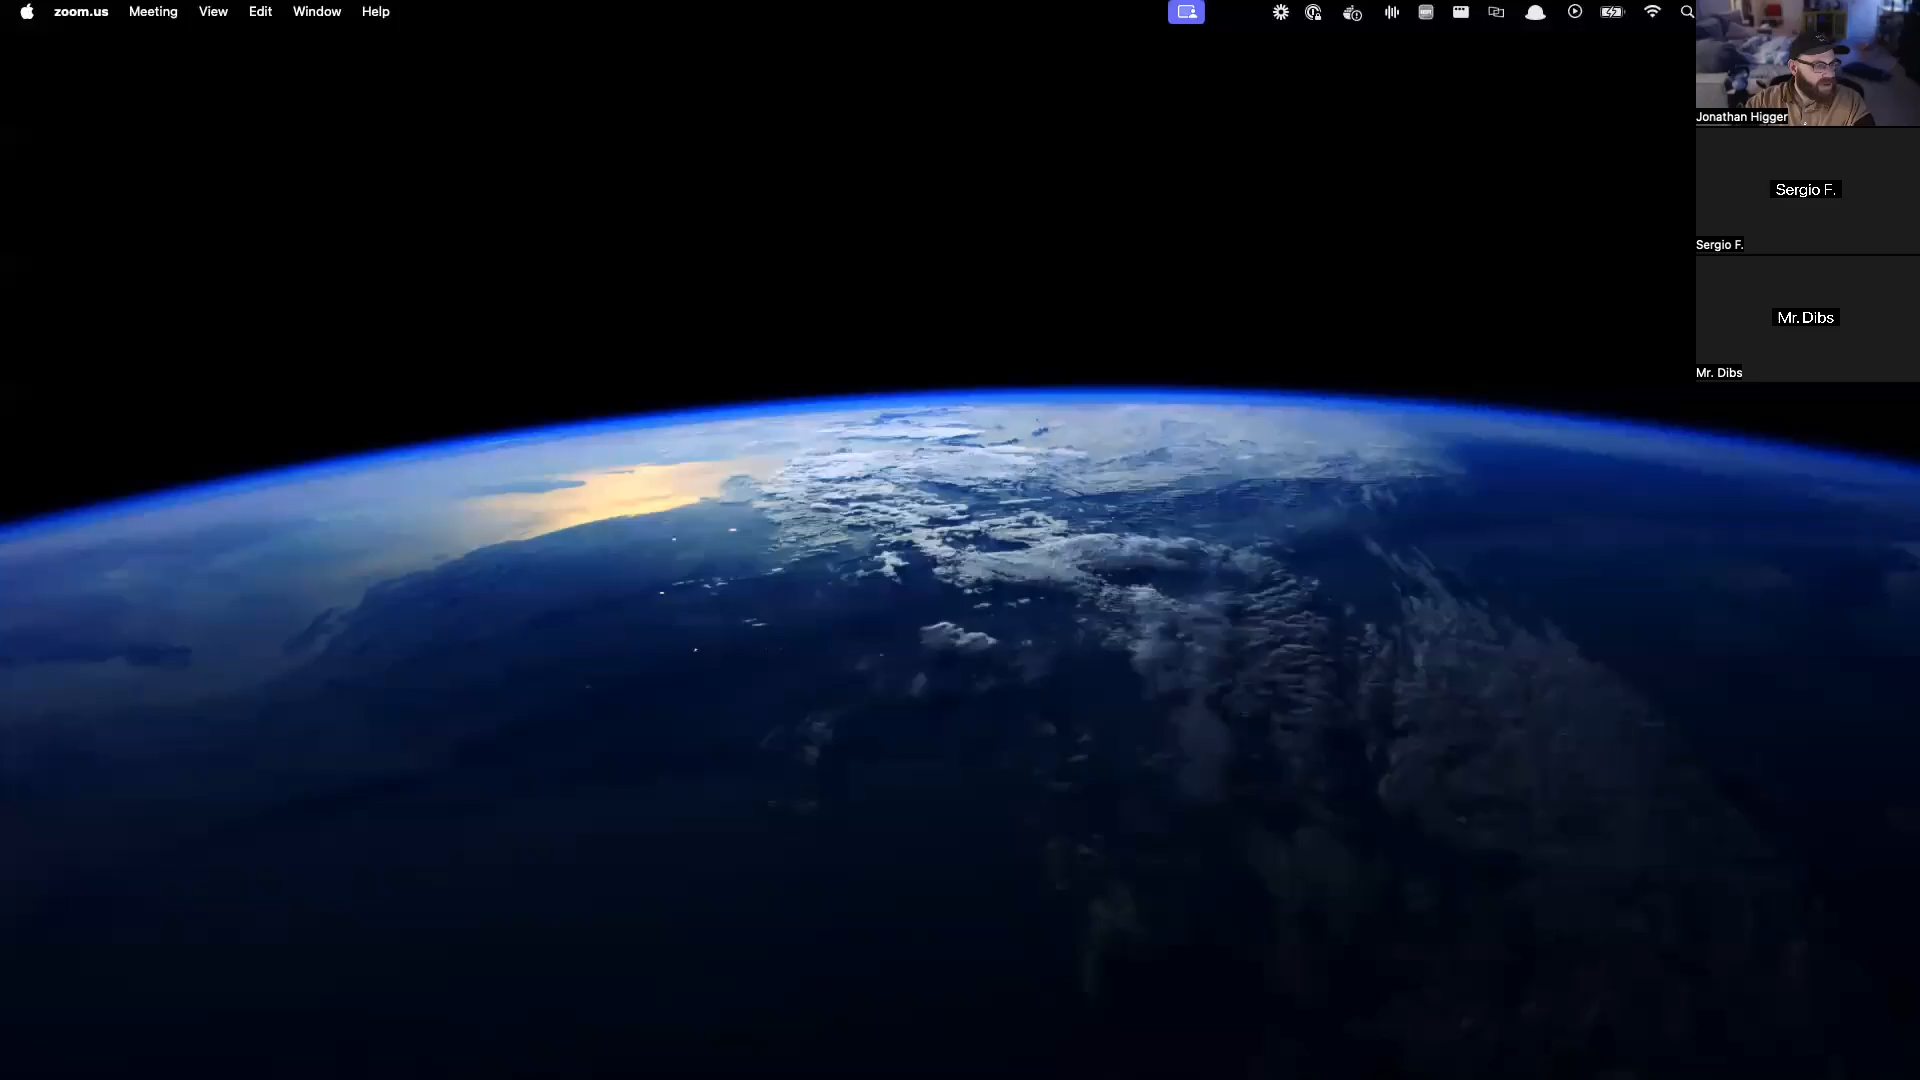 zoom.us Meeting View Edit Window Help
Jonathan Higger
Sergio F.
Sergio F.
Mr. Dibs
Mr. Dibs